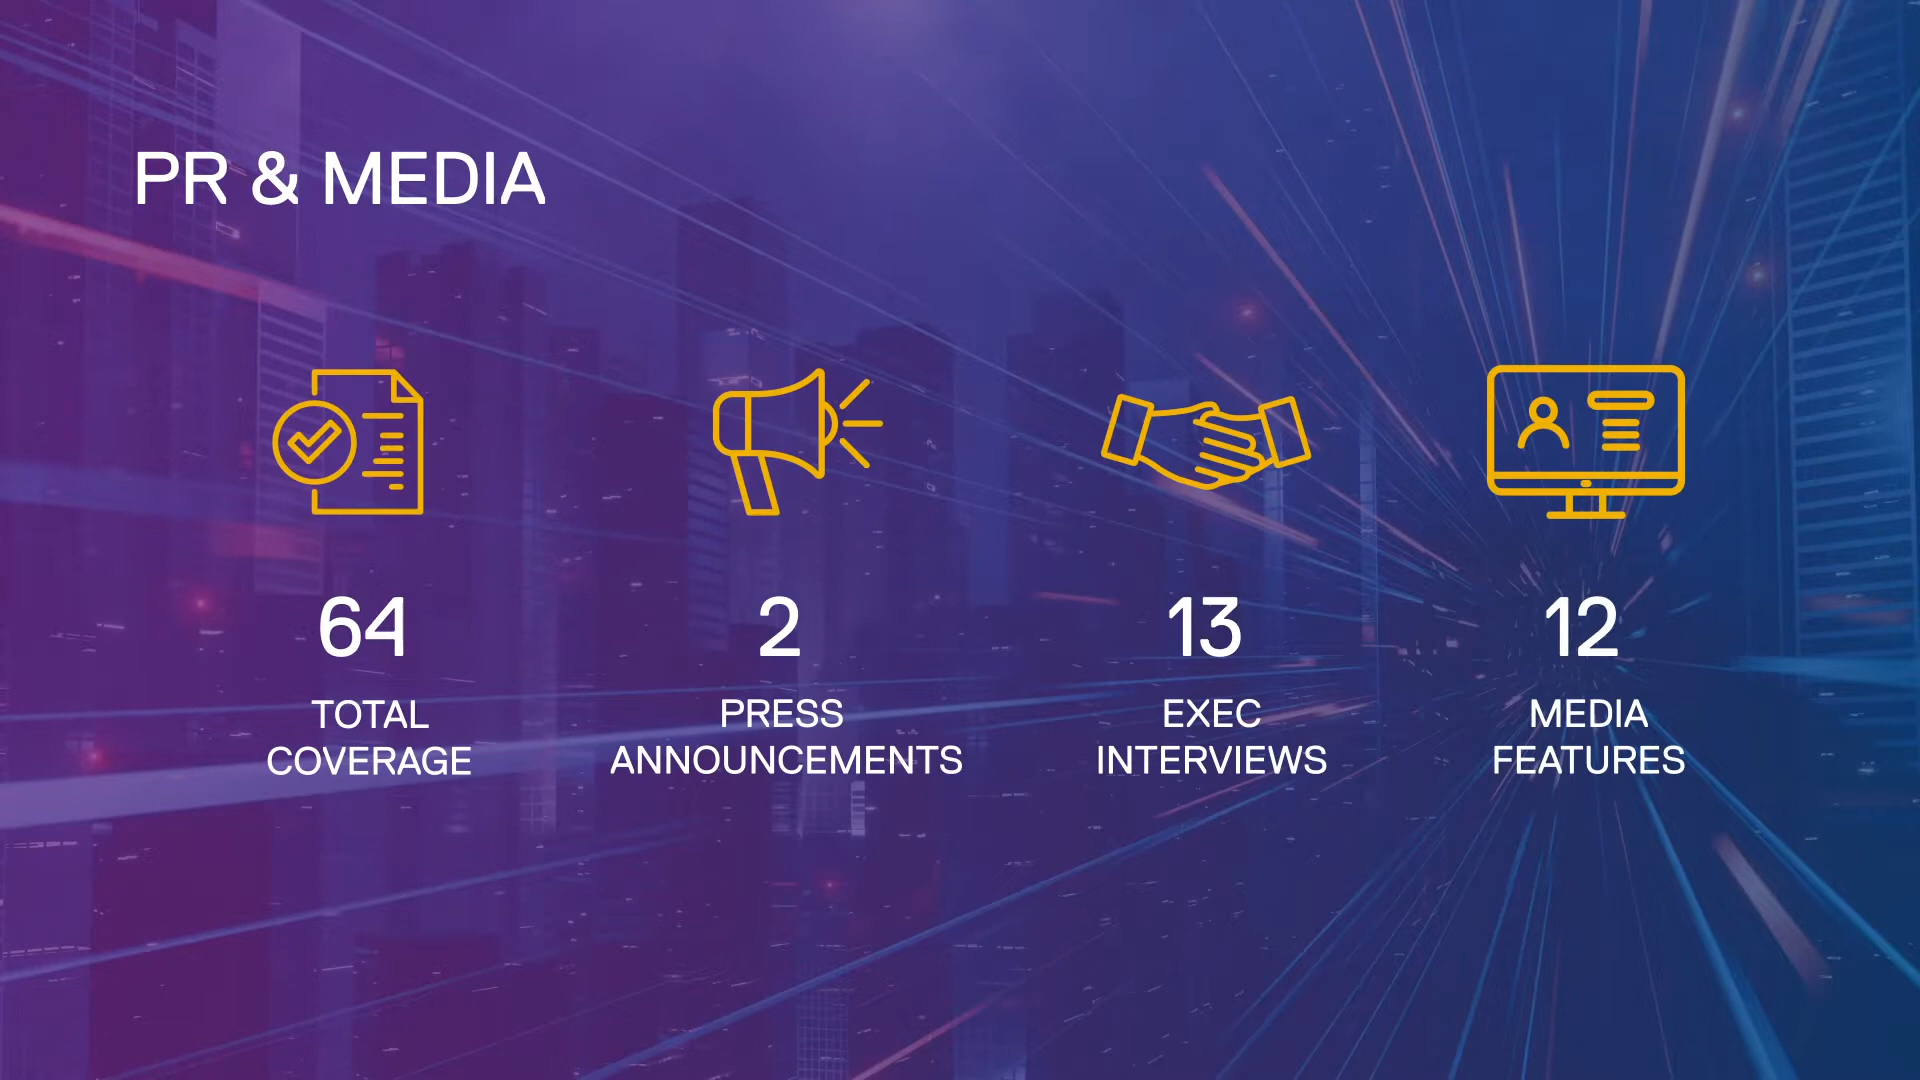 PR & MEDIA
64
TOTAL
COVERAGE
2
PRESS
ANNOUNCEMENTS
13
EXEC
INTERVIEWS
12
MEDIA
FEATURES